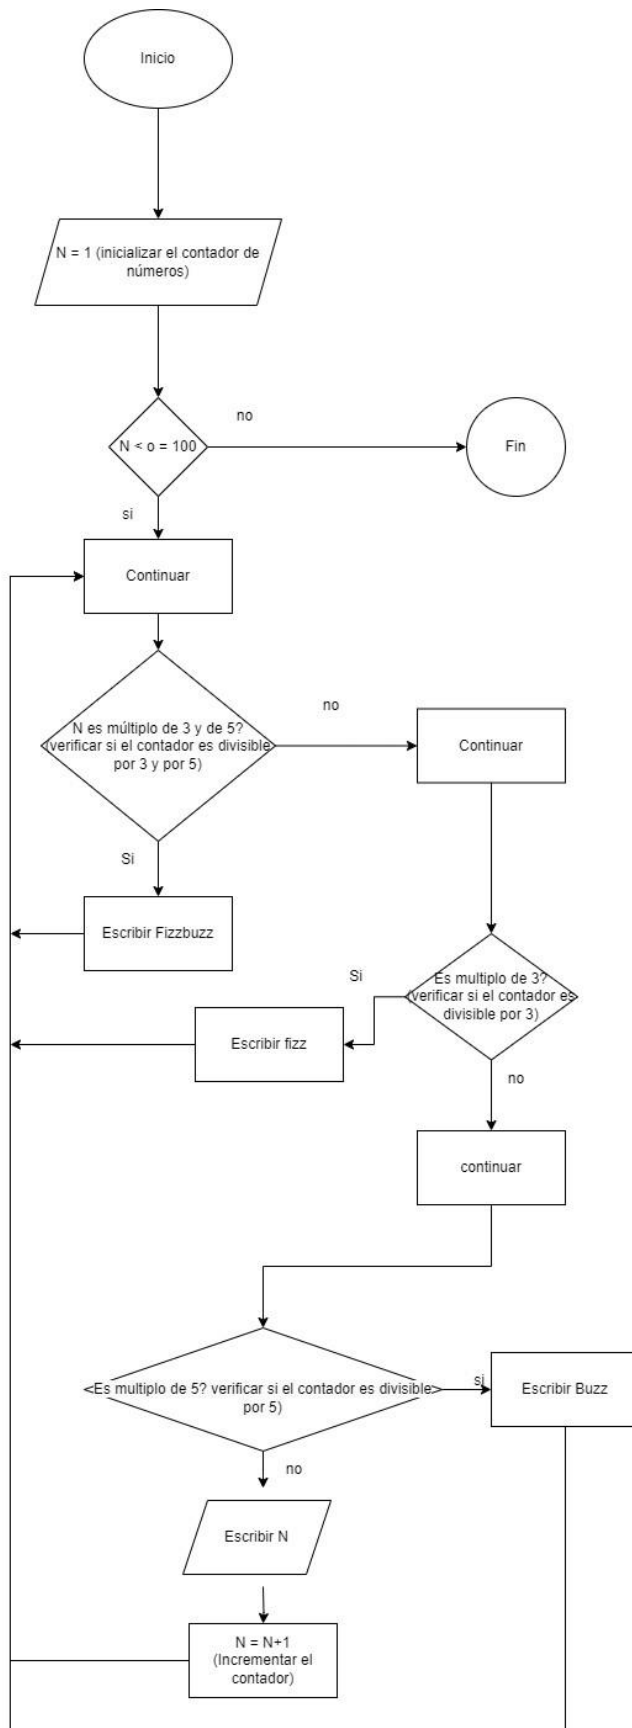 Inicio
N = 1 (inicializar el contador de
números)
no
N < o = 100
Fin
si
Continuar
no
N es múltiplo de 3 y de 5?
(verificar si el contador es divisible
por 3 y por 5)
Continuar
Si
Escribir Fizzbuzz
Si
Es multiplo de 3?
(verificar si el contador es
divisible por 3)
Escribir fizz
no
continuar
<Es multiplo de 5? verificar si el contador es divisible>
por 5)
si
Escribir Buzz
no
Escribir N
N = N+1
(Incrementar el
contador)